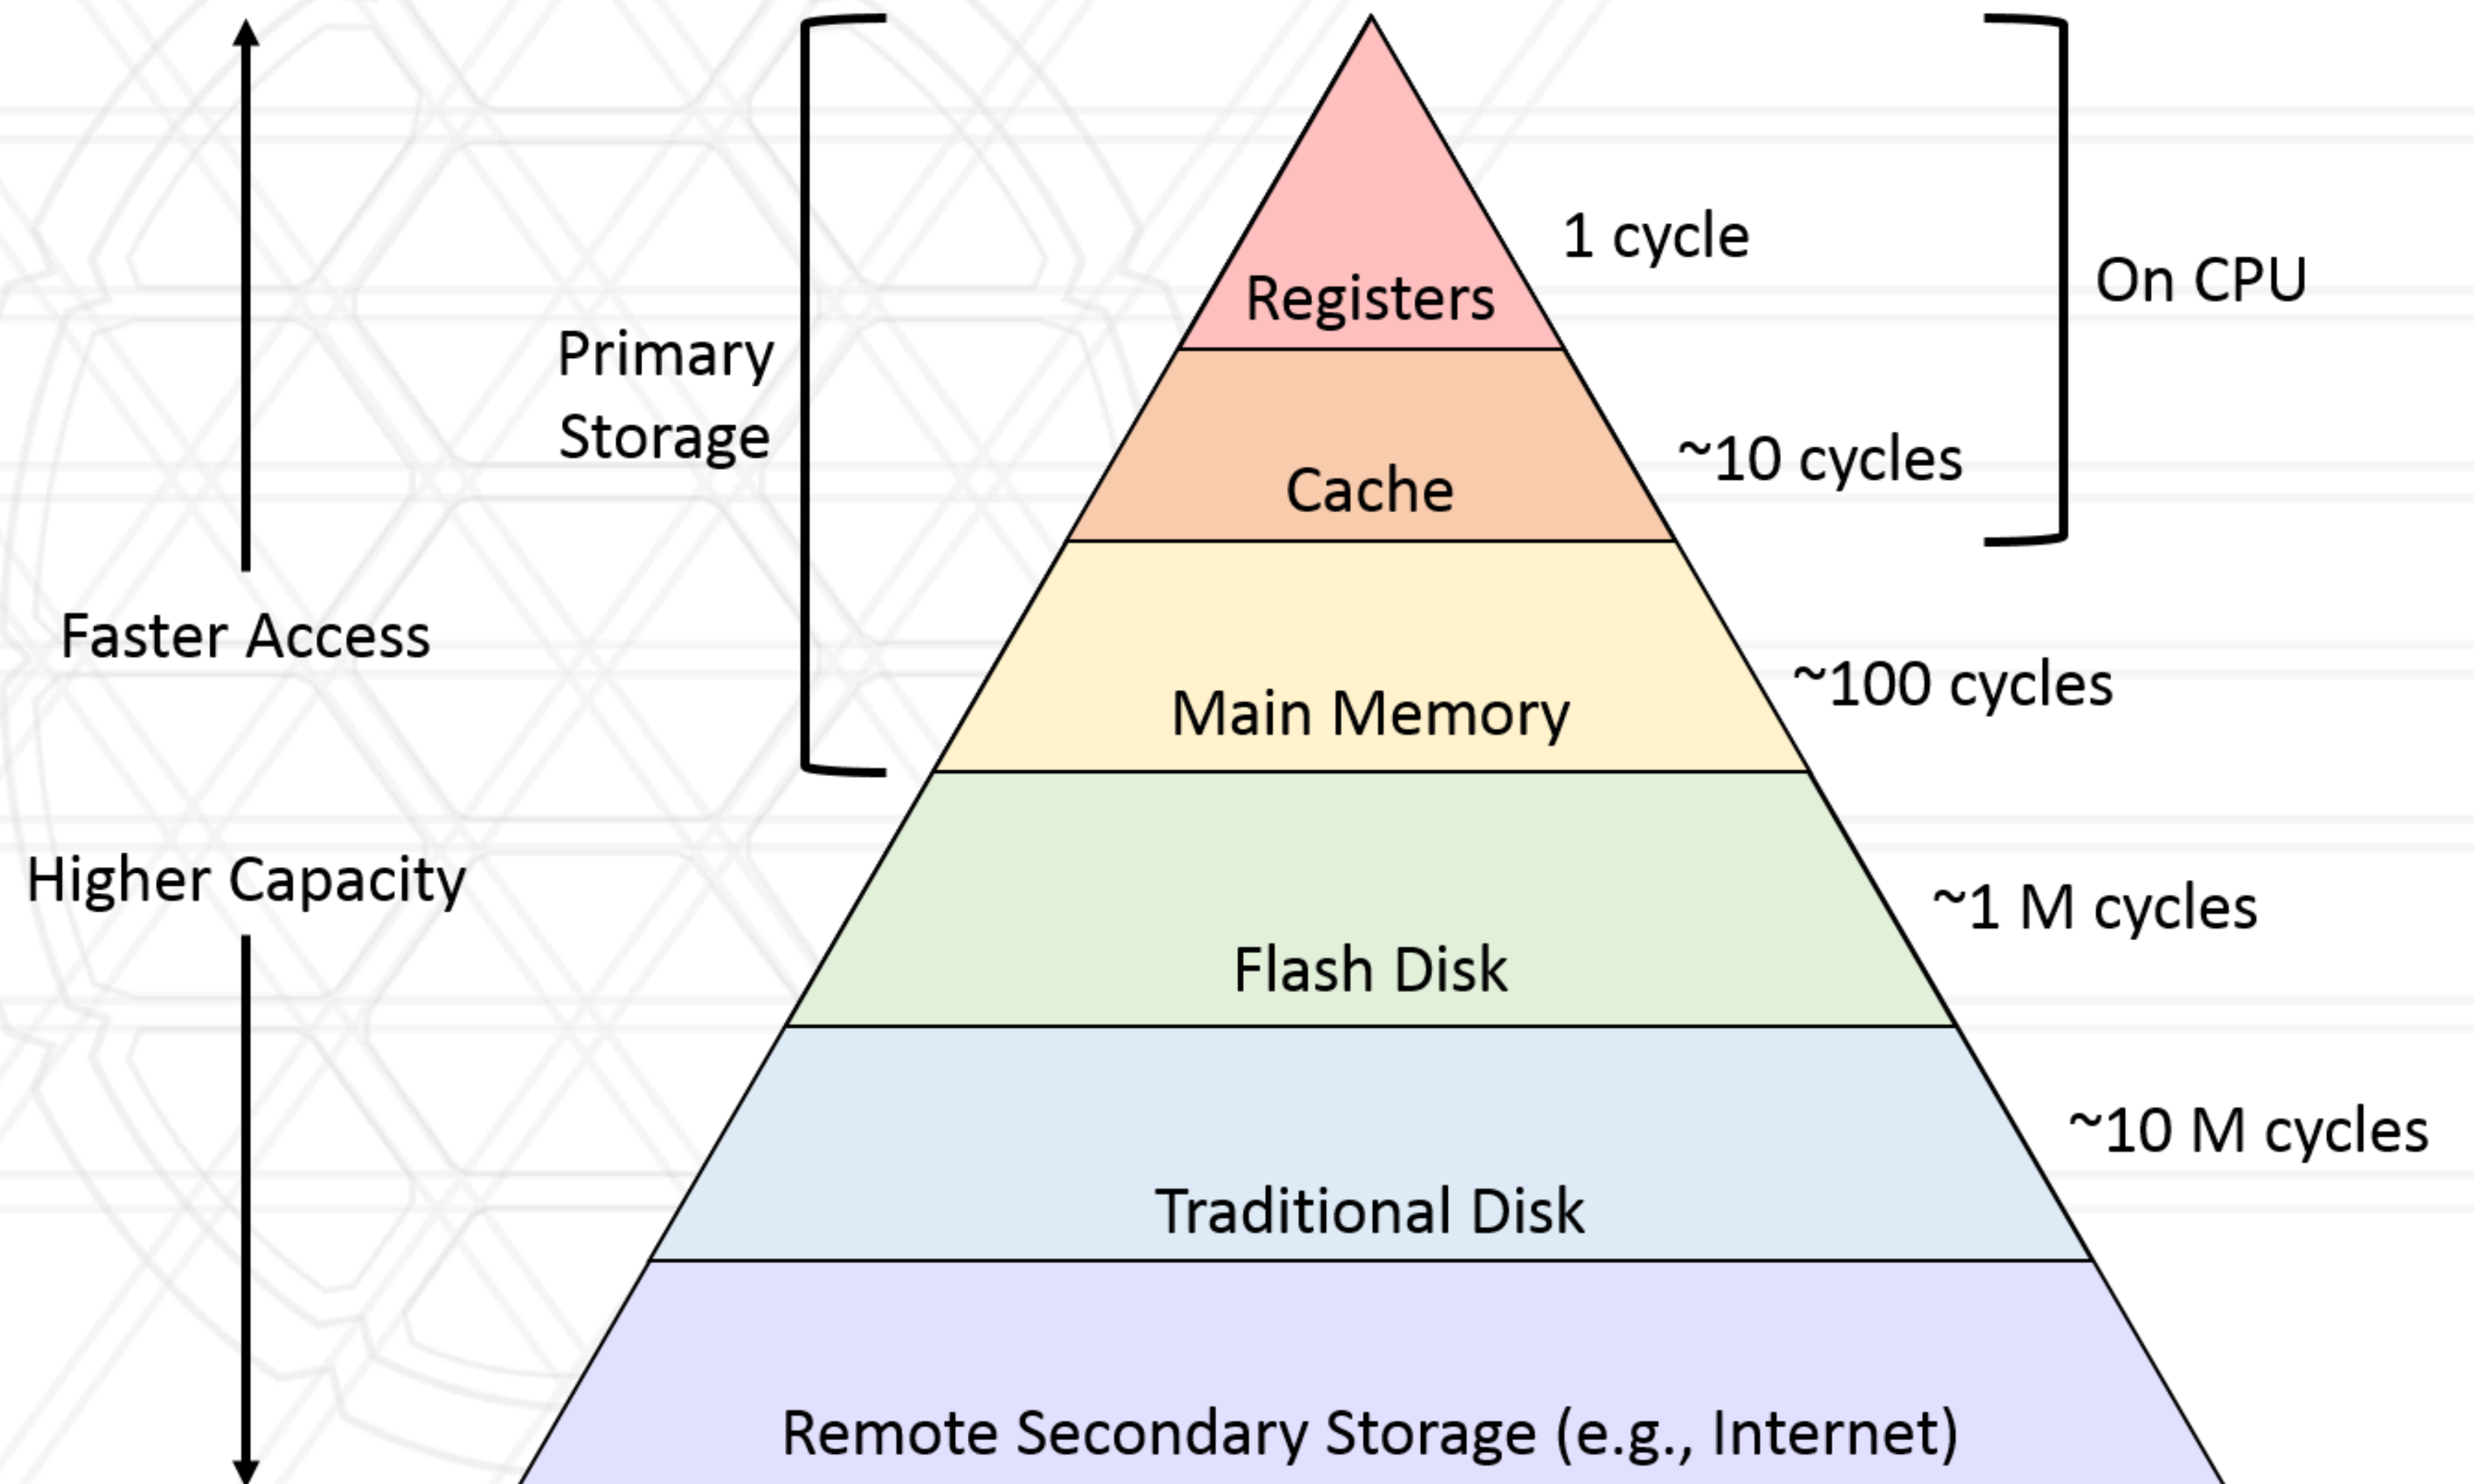 1 cycle
On CPU
Registers
Primary
Storage
~10 cycles
Cache
Faster Access
~100 cycles
Main Memory
Higher Capacity
~1 M cycles
Flash Disk
~10 M cycles
Traditional Disk
Remote Secondary Storage (e.g., Internet)